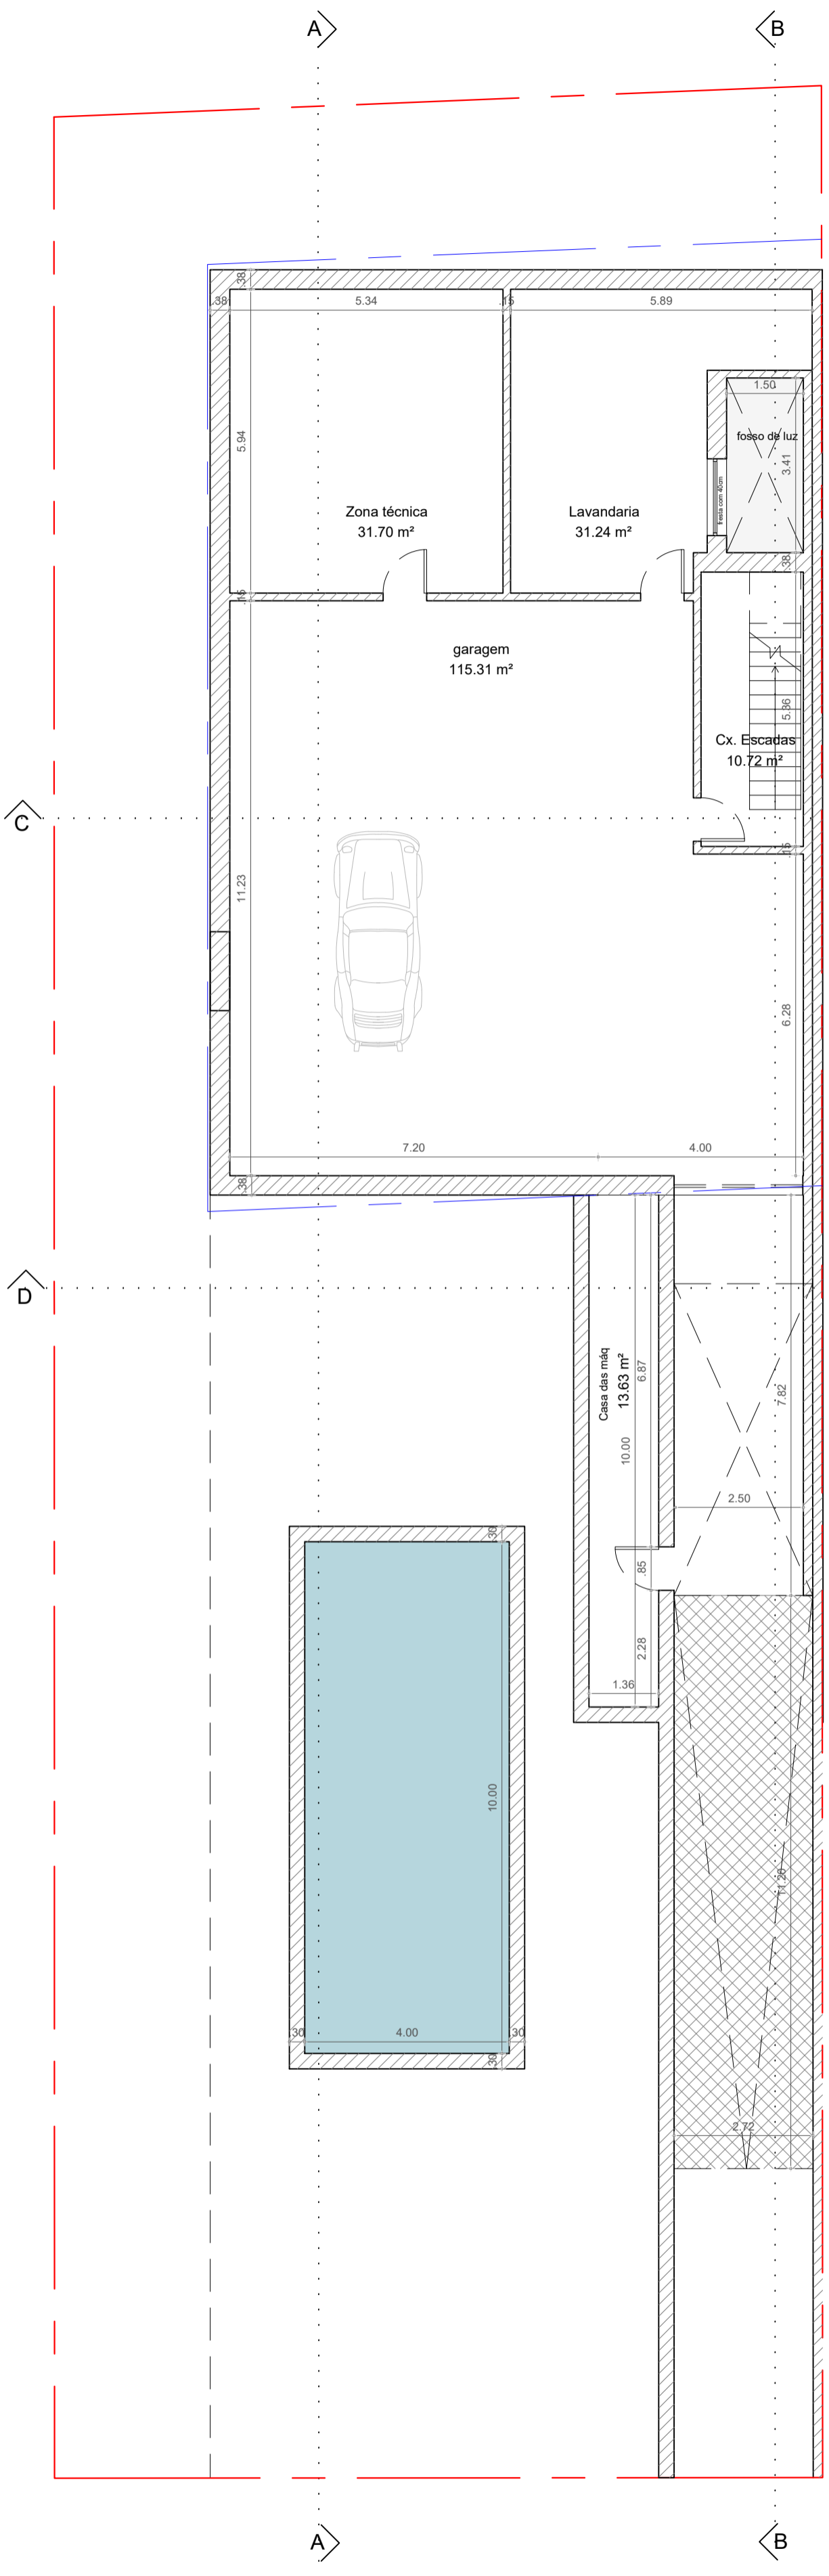 A
B
.38
.38
5.34
.15
5.89
1.50
fosso de luz
3.41
5.94
fresta com 40cm
Zona técnica
31.70 m²
Lavandaria
31.24 m²
.38
.15
garagem
115.31 m²
5.36
Cx. Escadas
10.72 m²
C
.15
11.23
6.28
7.20
4.00
.38
D
Casa das máq
13.63 m²
6.87
7.82
10.00
2.50
.30
.85
2.28
1.36
10.00
11.26
.30
4.00
.30
.30
2.72
A
B